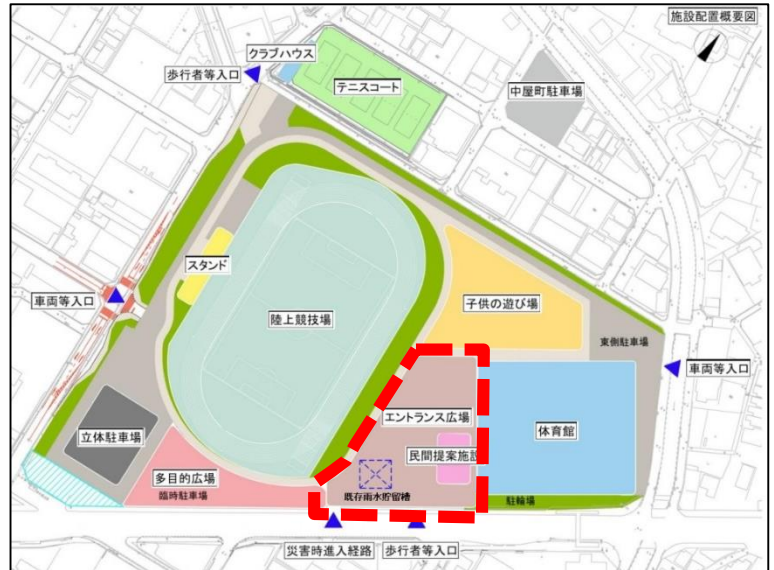 施設配置概要図
クラブハウス
歩行者等入口
テニスコート
中屋町駐車場
スタンド
車両等入口
陸上競技場
子供の遊び場
東側駐車場
車両等入口
エントランス広場
体育館
立体駐車場
民間提案施設
多目的広場
臨時駐車場
既存雨水貯留槽
駐輪場
災害時進入経路
歩行者等入口